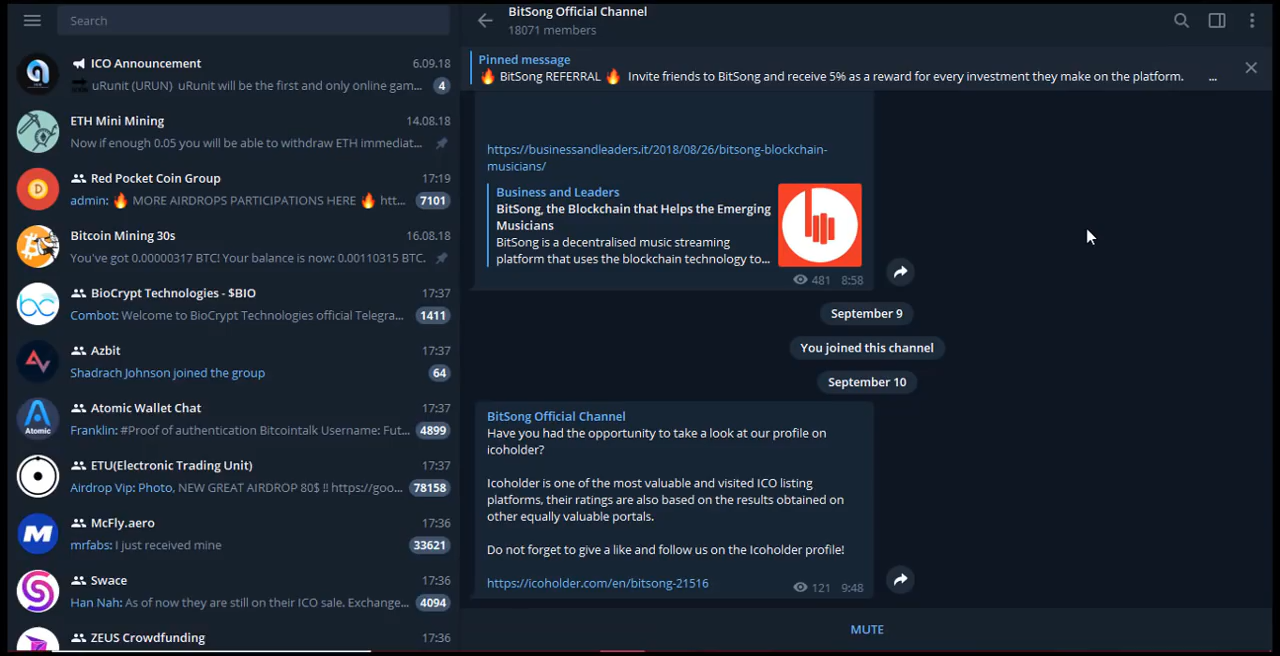 Search
ICO Announcement 6.09.18
uRunit (URUN) uRunit will be the first and only online gam... 4
ETH Mini Mining 14.08.18
Now if enough 0.05 you will be able to withdraw ETH immediat...
Red Pocket Coin Group 17:19
admin: 🔥 MORE AIRDROPS PARTICIPATIONS HERE 🔥 htt... 7101
Bitcoin Mining 30s 16.08.18
You've got 0.00000317 BTC! Your balance is now: 0.00110315 BTC.
BioCrypt Technologies - $BIO 17:37
Combot: Welcome to BioCrypt Technologies official Telegra... 1411
Azbit 17:37
Shadrach Johnson joined the group 64
Atomic Wallet Chat 17:37
Atomic
Franklin: #Proof of authentication Bitcointalk Username: Fut... 4899
ETU(Electronic Trading Unit) 17:37
Airdrop Vip: Photo, NEW GREAT AIRDROP 80$ !! https://goo... 78158
McFly.aero 17:36
mrfabs: I just received mine 33621
Swace 17:36
Han Nah: As of now they are still on their ICO sale. Exchange... 4094
ZEUS Crowdfunding 17:36
BitSong Official Channel
18071 members
Pinned message
🔥 BitSong REFERRAL 🔥 Invite friends to BitSong and receive 5% as a reward for every investment they make on the platform. ...
https://businessandleaders.it/2018/08/26/bitsong-blockchain-
musicians/
Business and Leaders
BitSong, the Blockchain that Helps the Emerging
Musicians
BitSong is a decentralised music streaming
platform that uses the blockchain technology to...
481 8:58
September 9
You joined this channel
September 10
BitSong Official Channel
Have you had the opportunity to take a look at our profile on
icoholder?
Icoholder is one of the most valuable and visited ICO listing
platforms, their ratings are also based on the results obtained on
other equally valuable portals.
Do not forget to give a like and follow us on the Icoholder profile!
https://icoholder.com/en/bitsong-21516
121 9:48
MUTE